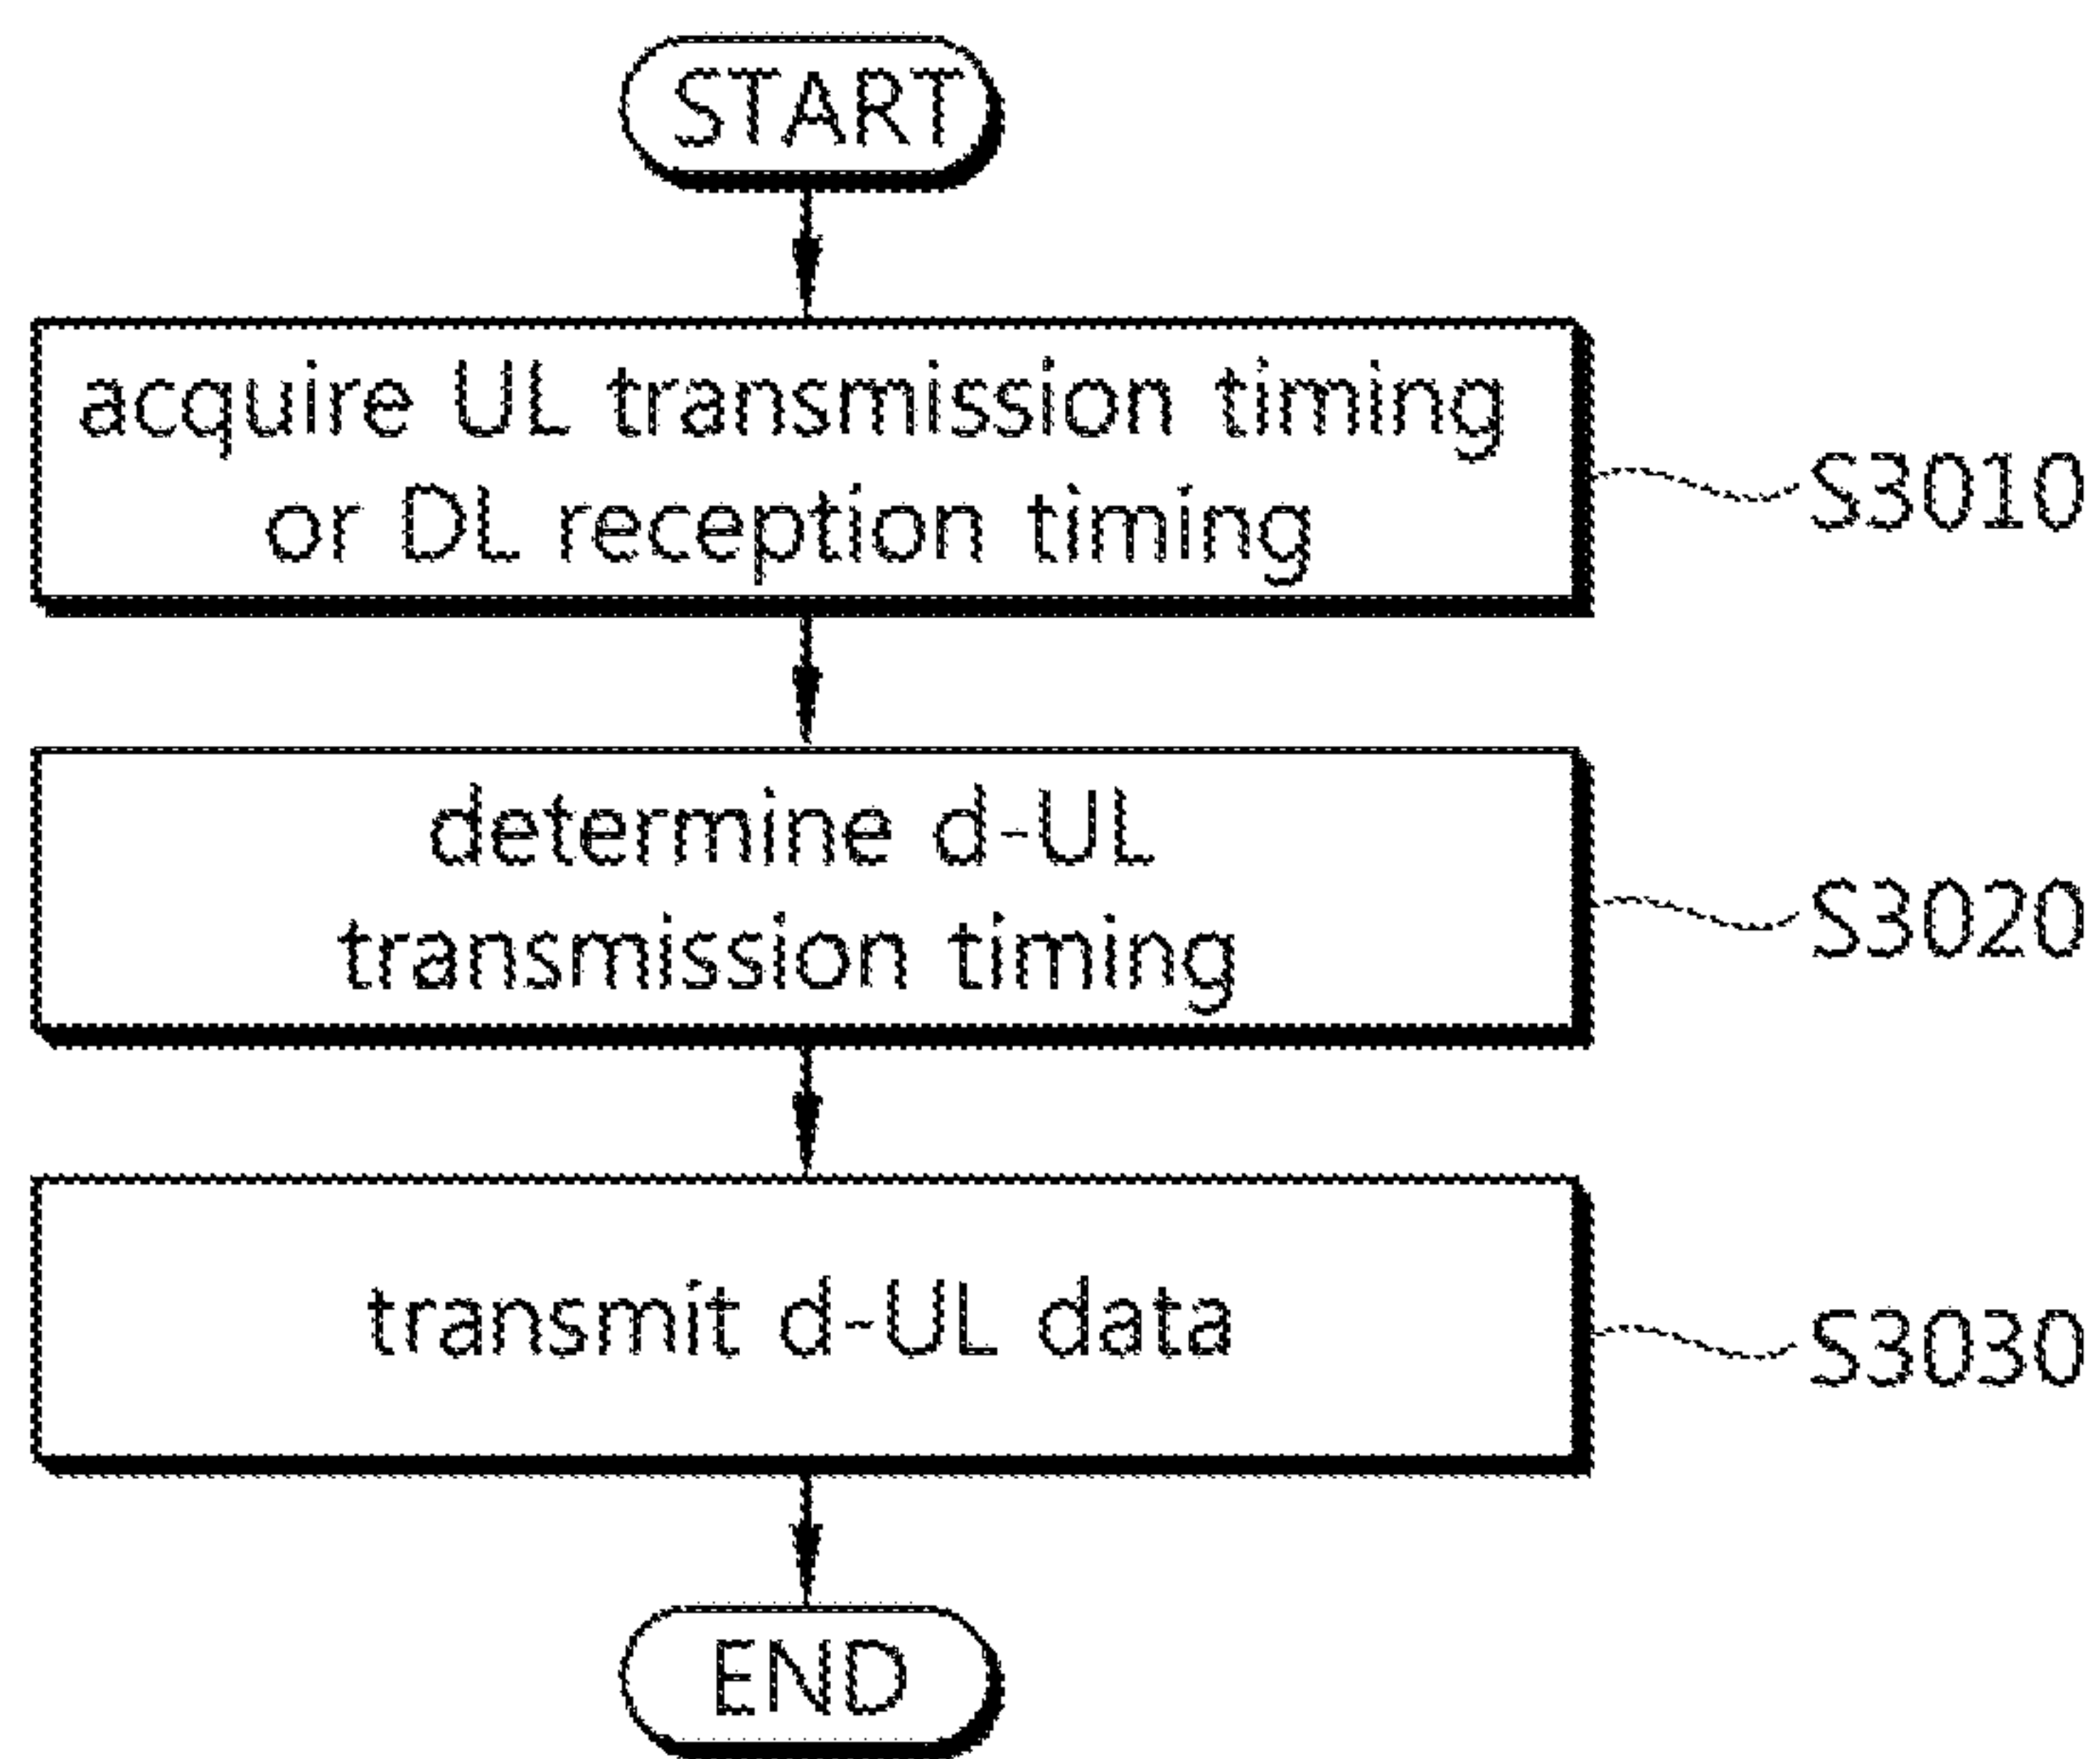 START
acquire UL transmission timing
or DL reception timing
S3010
determine d-UL
transmission timing
S3020
transmit d-UL data
S3030
END